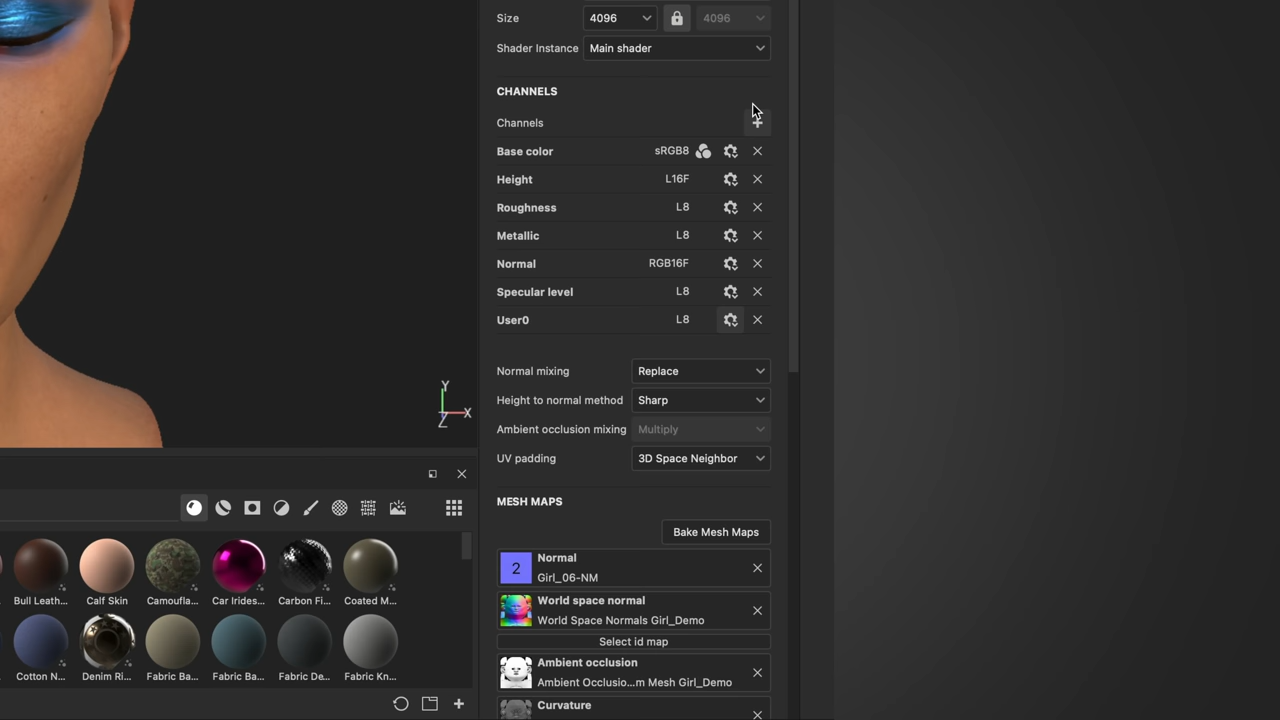 Size 4096 4096
Shader Instance Main shader
CHANNELS
Channels
Base color sRGB8
Height L16F
Roughness L8
Metallic L8
Normal RGB16F
Specular level L8
User0 L8
Normal mixing Replace
Height to normal method Sharp
Ambient occlusion mixing Multiply
UV padding 3D Space Neighbor
MESH MAPS
Bake Mesh Maps
2 Normal
Girl_06-NM
World space normal
World Space Normals Girl_Demo
Select id map
Ambient occlusion
Ambient Occlusio...m Mesh Girl_Demo
Curvature
Y
X
Z
Bull Leath... Calf Skin Camoufla... Car Irides... Carbon Fi... Coated M...
Cotton N... Denim Ri... Fabric Ba... Fabric Ba... Fabric De... Fabric Kn...